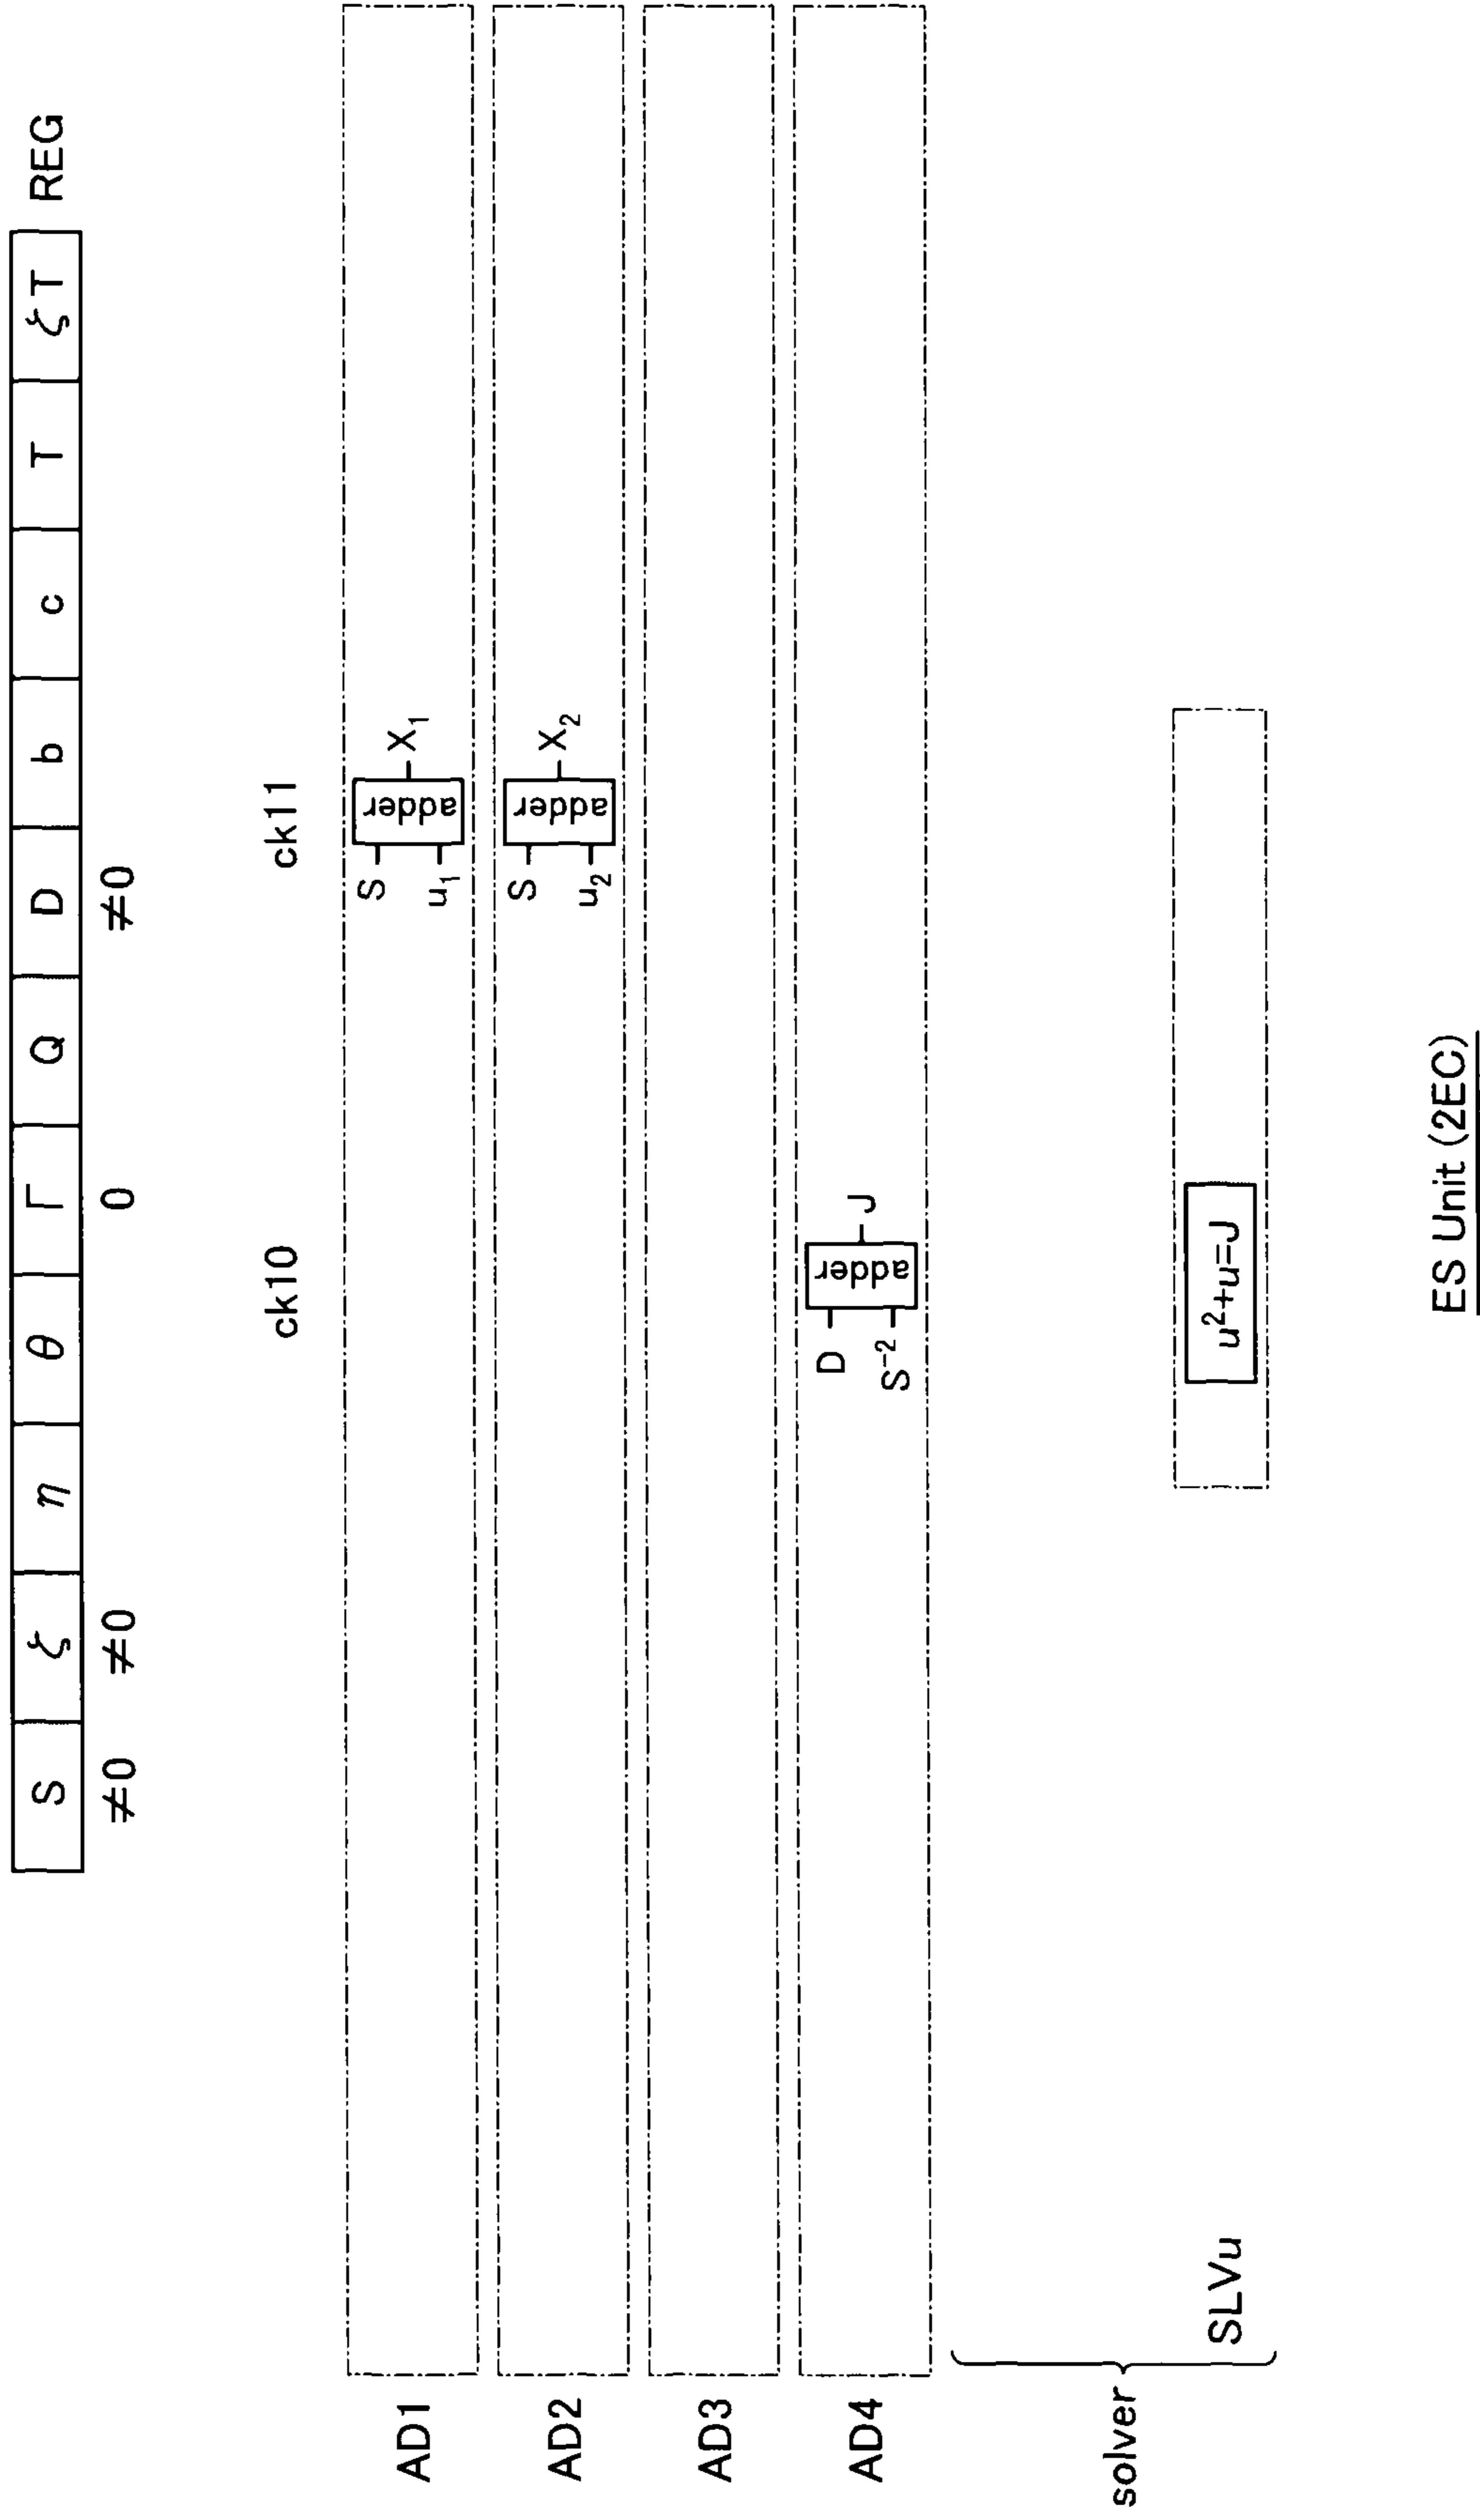 S ζ η θ Γ Q D b c T ζT REG
≠0 ≠0 0 ≠0
ck10 ck11
AD1 S u₁ adder X₁
AD2 S u₂ adder X₂
AD3
AD4 D S⁻² adder J
solver
SLVu u²+u=J
ES Unit (2EC)